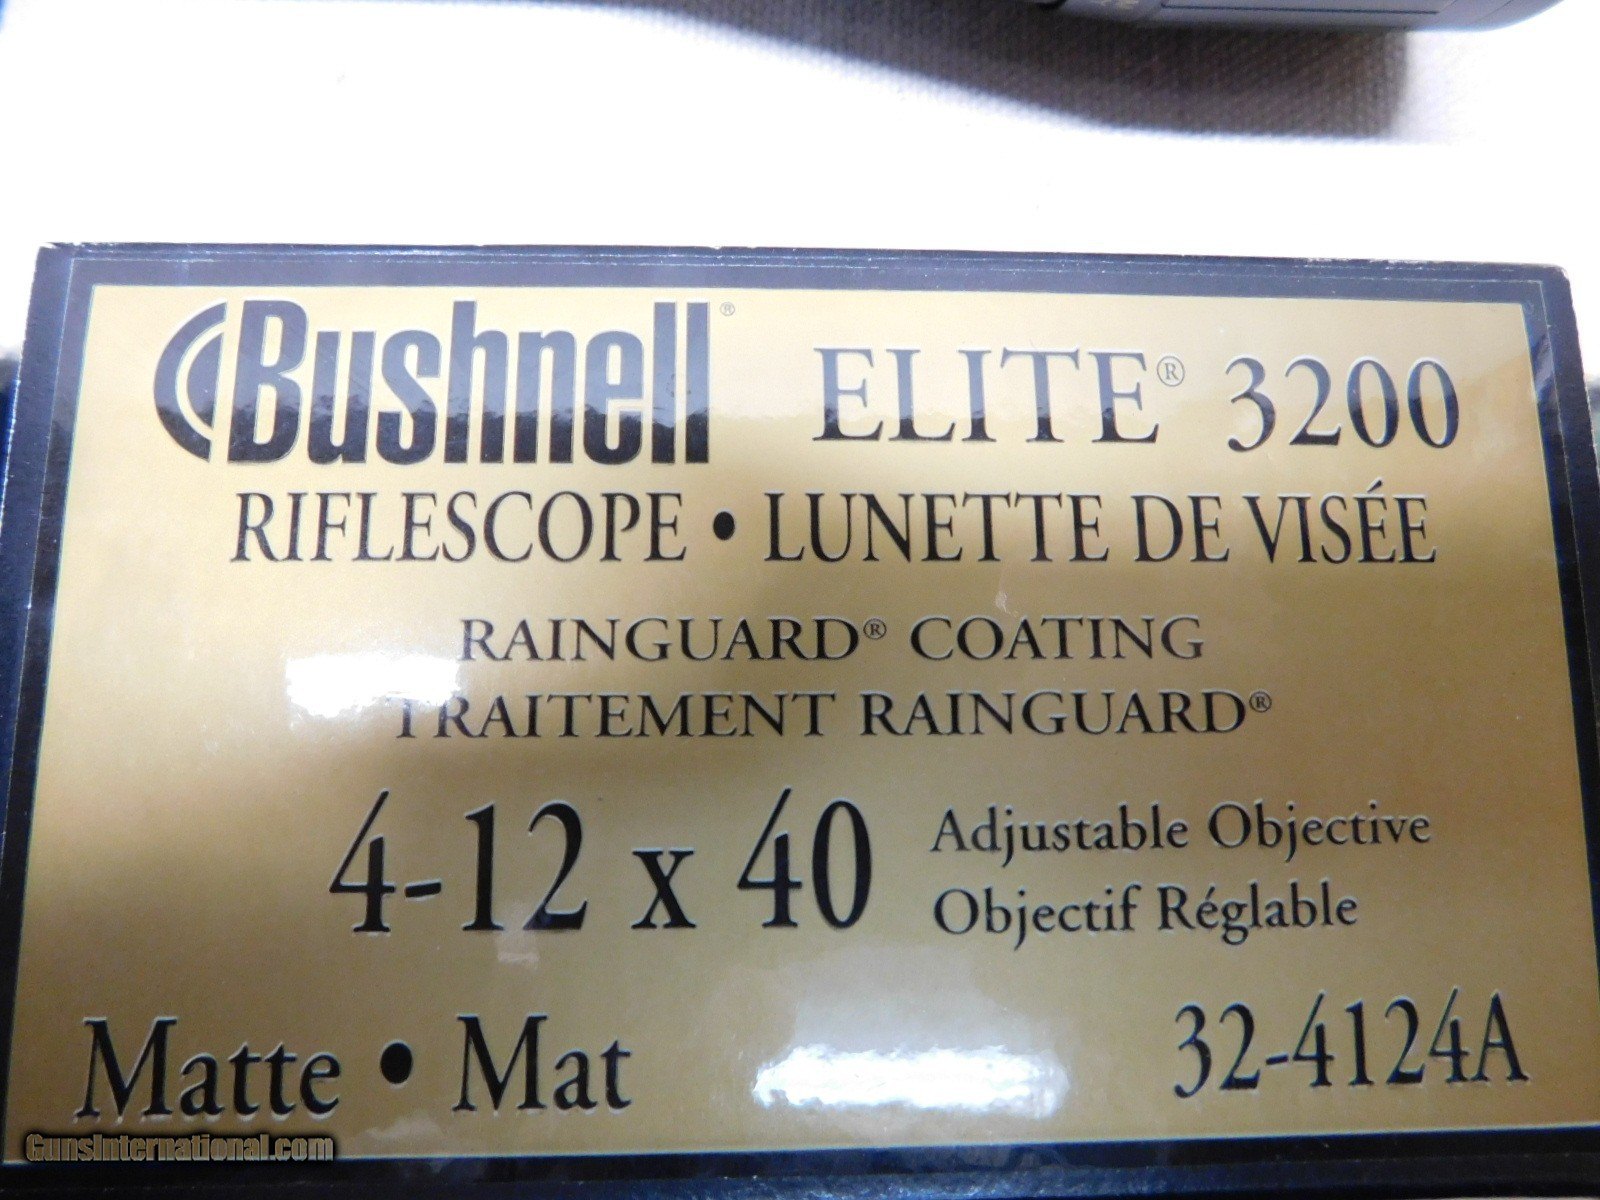 Bushnell® ELITE® 3200
RIFLESCOPE • LUNETTE DE VISÉE
RAINGUARD® COATING
TRAITEMENT RAINGUARD®
4-12 x 40 Adjustable Objective
Objectif Réglable
Matte • Mat 32-4124A
GunsInternational.com